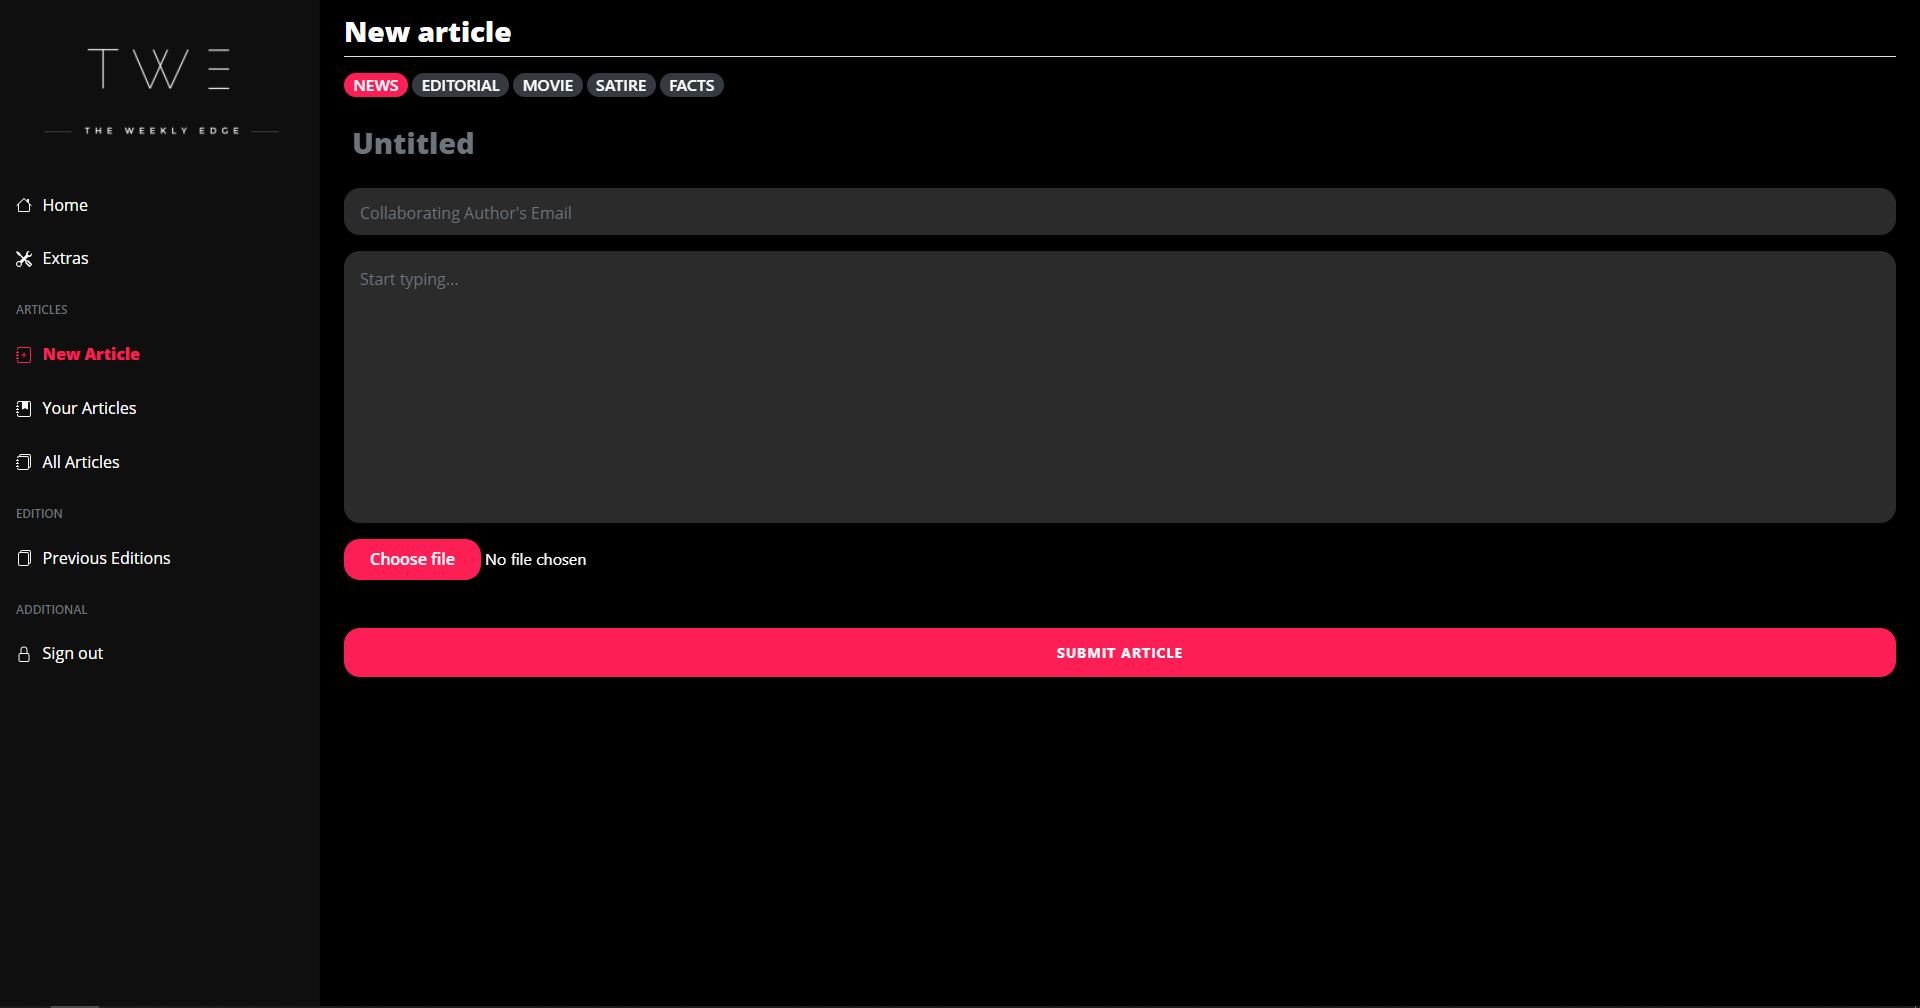 TWE
THE WEEKLY EDGE
Home
Extras
ARTICLES
New Article
Your Articles
All Articles
EDITION
Previous Editions
ADDITIONAL
Sign out
New article
NEWS EDITORIAL MOVIE SATIRE FACTS
Untitled
Collaborating Author's Email
Start typing...
Choose file No file chosen
SUBMIT ARTICLE